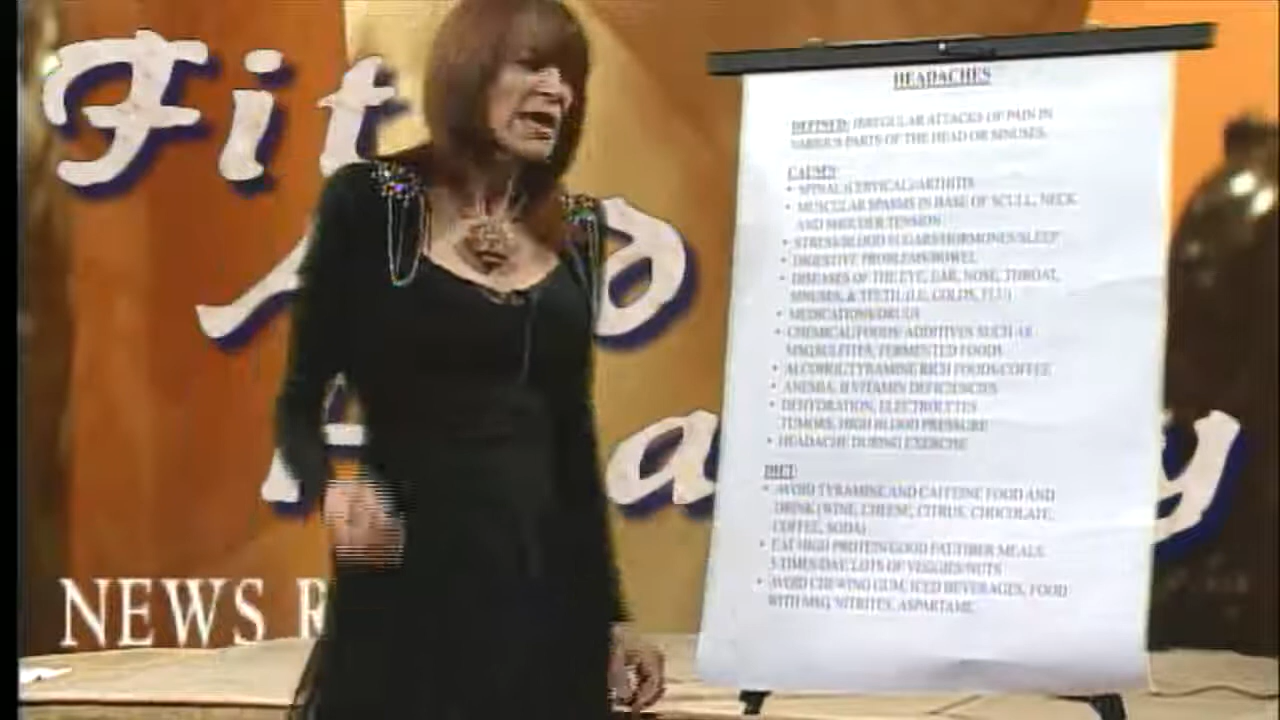 Fit
a
y
NEWS R
HEADACHES
DEFINED: IRREGULAR ATTACKS OF PAIN IN
VARIOUS PARTS OF THE HEAD OR SINUSES.
CAUSES:
• SPINAL (CERVICAL)/ARTHITIS
• MUSCULAR SPASMS IN BASE OF SCULL, NECK
AND SHOULDER TENSION
• STRESS/BLOOD SUGARS/HORMONES/SLEEP
• DIGESTIVE PROBLEMS/BOWEL
• DISEASES OF THE EYE, EAR, NOSE, THROAT,
SINUSES, & TEETH (I.E. COLDS, FLU)
• MEDICATIONS/DRUGS
• CHEMICAL/FOODS/ ADDITIVES SUCH AS
MSG,SULFITES, FERMENTED FOODS
• ALCOHOL/TYRAMINE RICH FOODS/COFFEE
• ANEMIA, B VITAMIN DEFICIENCIES
• DEHYDRATION, ELECTROLYTES
TUMORS, HIGH BLOOD PRESSURE
• HEADACHE DURING EXERCISE
DIET:
• AVOID TYRAMINE AND CAFFEINE FOOD AND
DRINK (WINE, CHEESE, CITRUS, CHOCOLATE,
COFFEE, SODA)
• EAT HIGH PROTEIN/GOOD FAT/FIBER MEALS
5 TIMES/DAY/LOTS OF VEGGIES/NUTS
• AVOID CHEWING GUM, ICED BEVERAGES, FOOD
WITH MSG, NITRITES, ASPARTAME